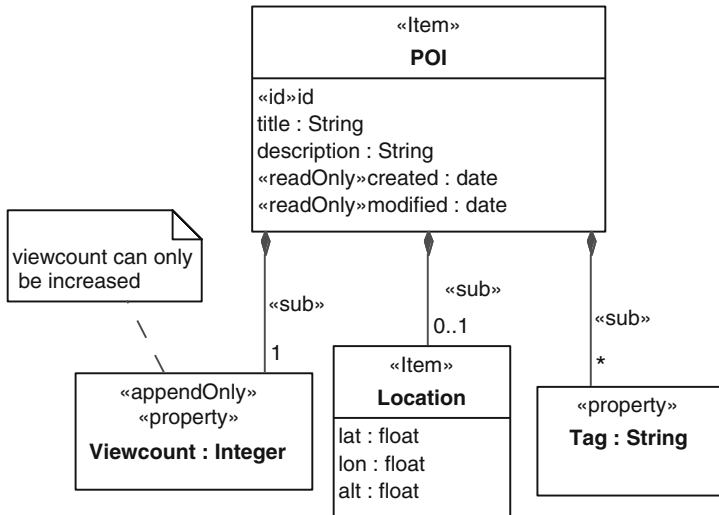 «Item»
POI
«id»id
title : String
description : String
«readOnly»created : date
«readOnly»modified : date
viewcount can only
be increased
«sub»
1
«sub»
0..1
«sub»
*
«appendOnly»
«property»
Viewcount : Integer
«Item»
Location
lat : float
lon : float
alt : float
«property»
Tag : String